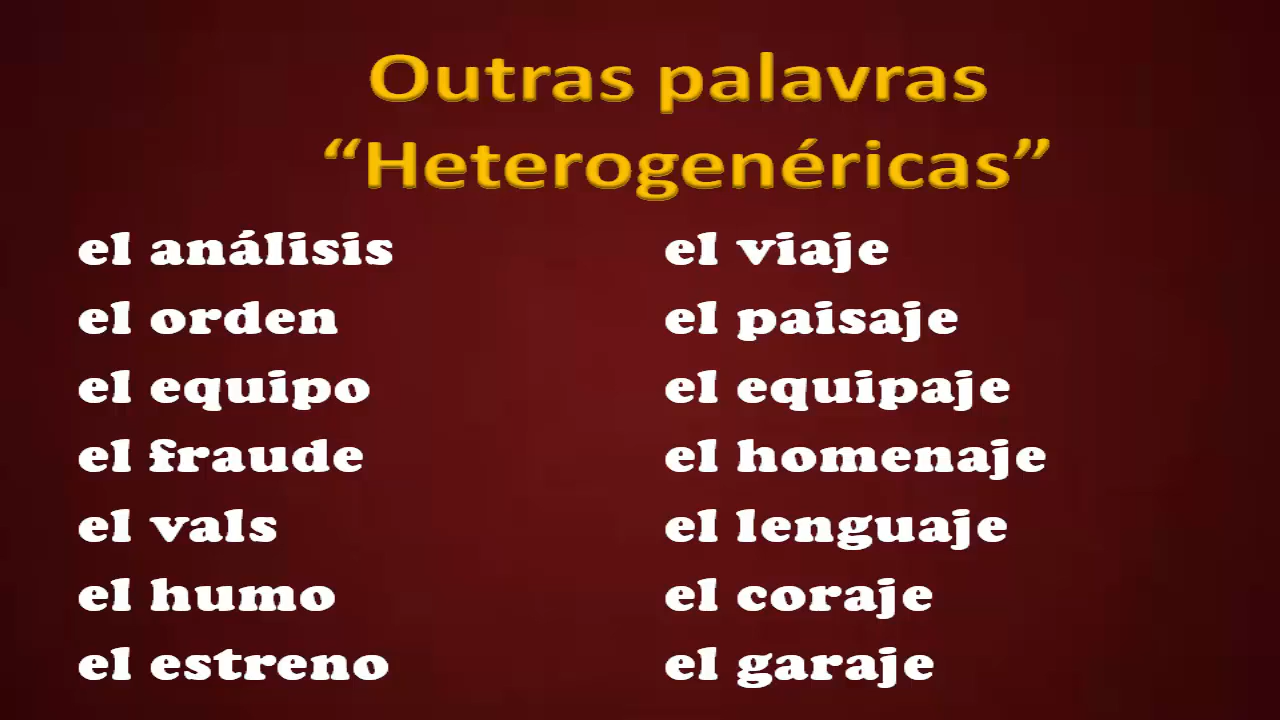 Outras palavras
“Heterogenéricas”
el análisis
el orden
el equipo
el fraude
el vals
el humo
el estreno
el viaje
el paisaje
el equipaje
el homenaje
el lenguaje
el coraje
el garaje